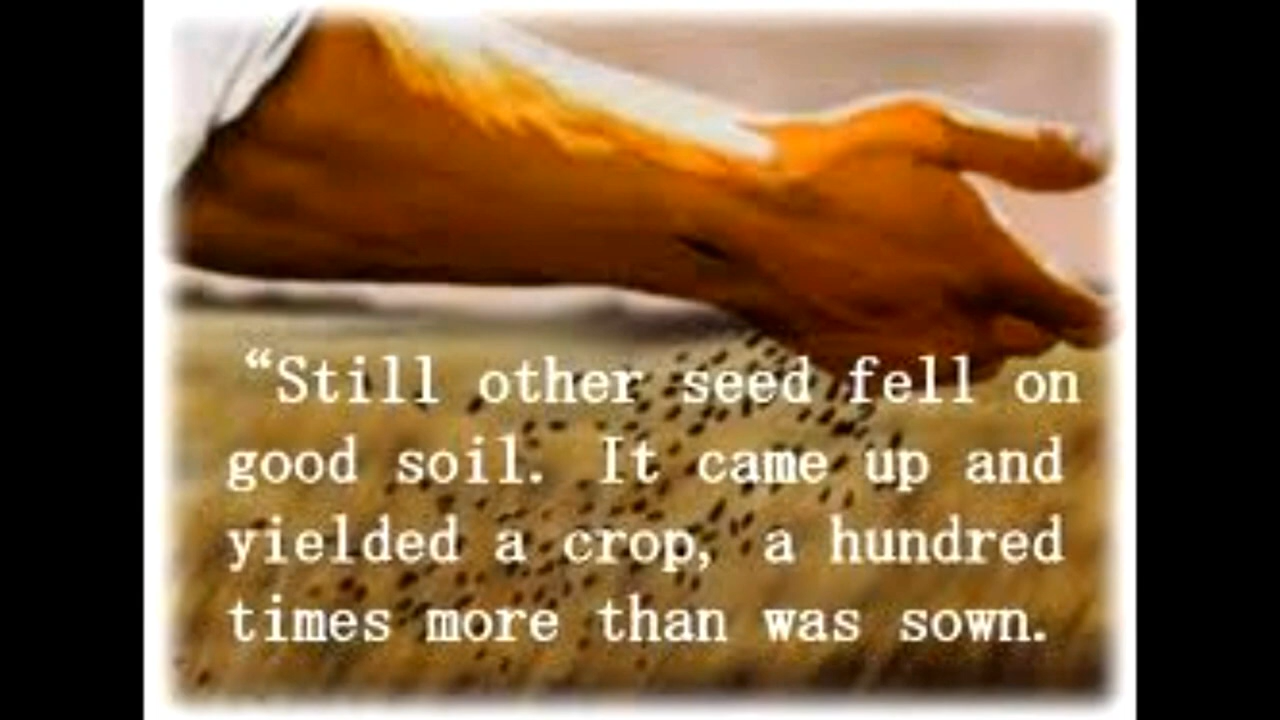 “Still other seed fell on
good soil. It came up and
yielded a crop, a hundred
times more than was sown.